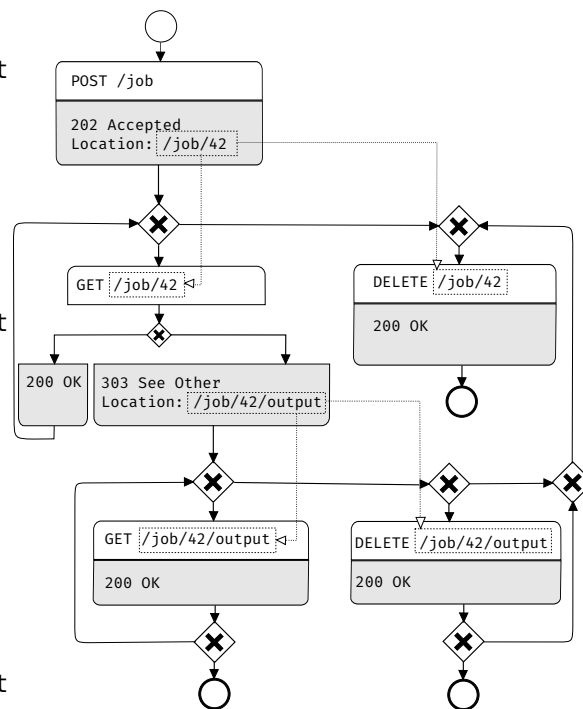 t
POST /job
202 Accepted
Location: /job/42
GET /job/42
DELETE /job/42
t
200 OK
200 OK
303 See Other
Location: /job/42/output
GET /job/42/output
DELETE /job/42/output
200 OK
200 OK
t